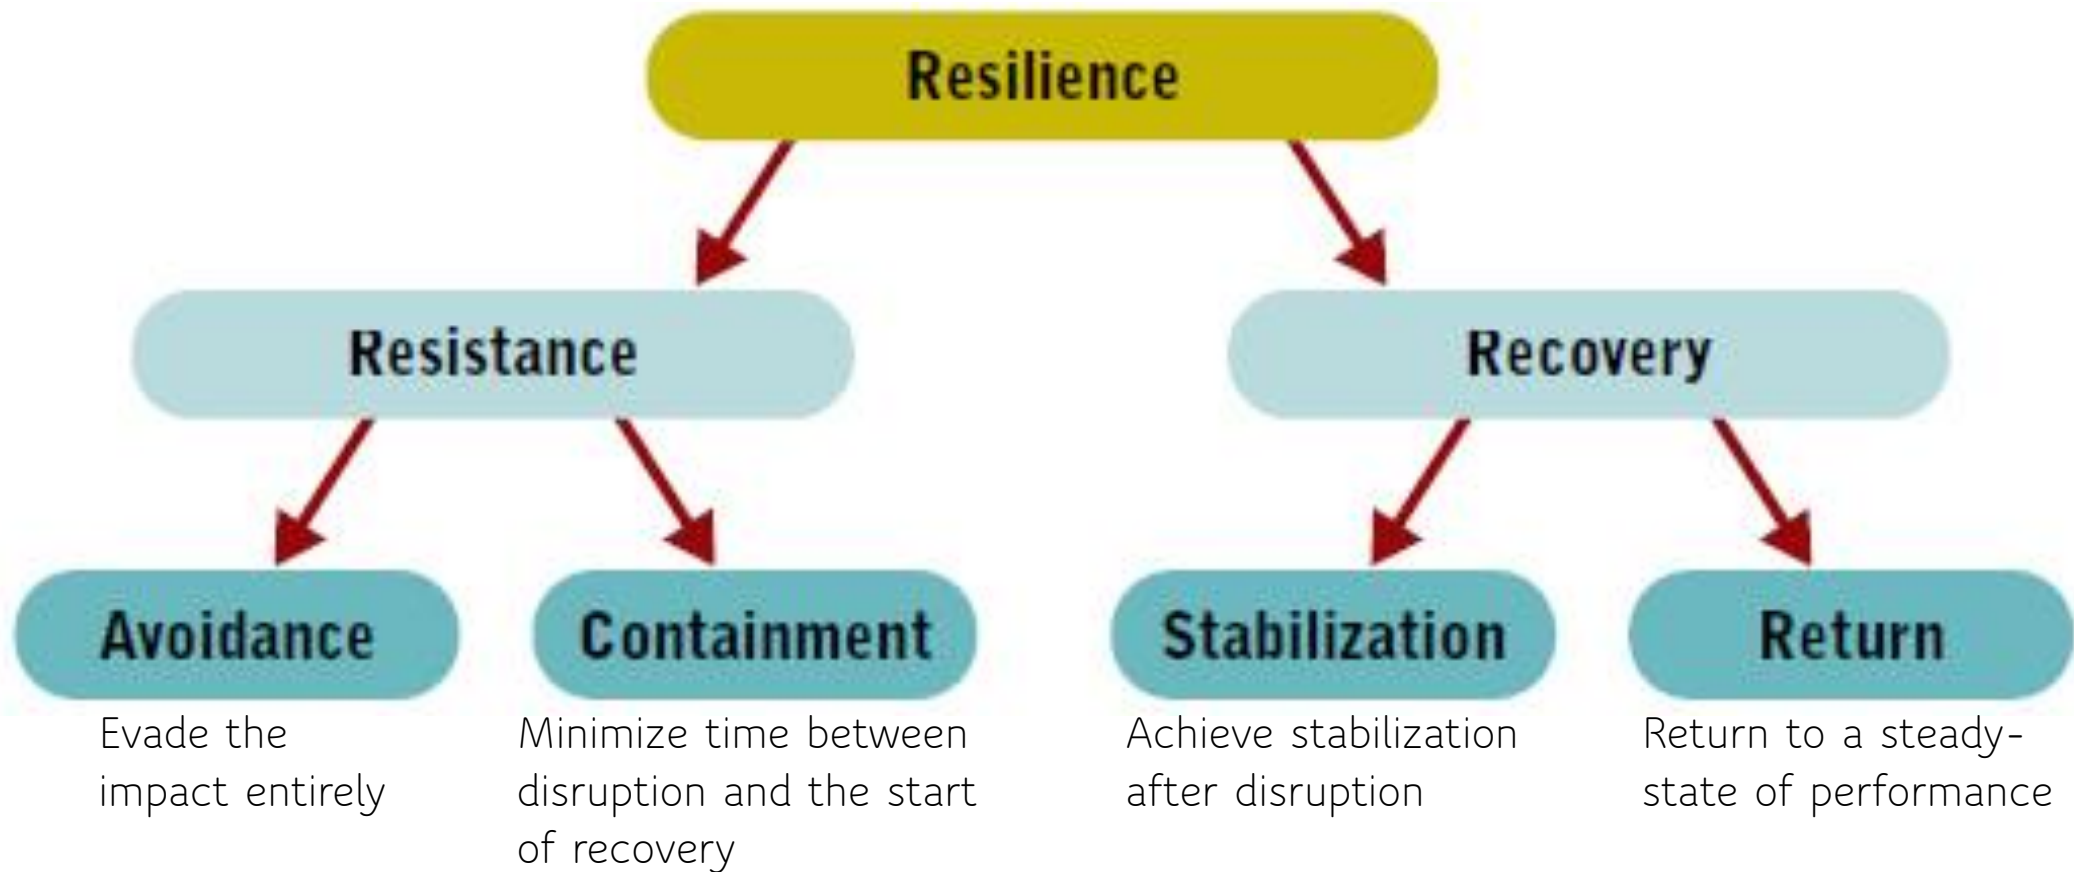 Resilience
Resistance
Recovery
Avoidance
Containment
Stabilization
Return
Evade the
impact entirely
Minimize time between
disruption and the start
of recovery
Achieve stabilization
after disruption
Return to a steady-
state of performance